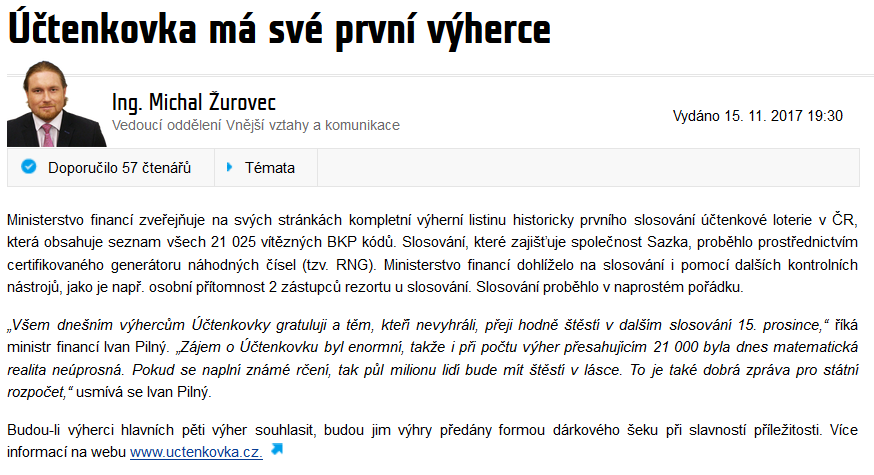 Účtenkovka má své první výherce
Ing. Michal Žurovec
Vedoucí oddělení Vnější vztahy a komunikace
Vydáno 15. 11. 2017 19:30
Doporučilo 57 čtenářů
Témata
Ministerstvo financí zveřejňuje na svých stránkách kompletní výherní listinu historicky prvního slosování účtenkové loterie v ČR,
která obsahuje seznam všech 21 025 vítězných BKP kódů. Slosování, které zajišťuje společnost Sazka, proběhlo prostřednictvím
certifikovaného generátoru náhodných čísel (tzv. RNG). Ministerstvo financí dohlíželo na slosování i pomocí dalších kontrolních
nástrojů, jako je např. osobní přítomnost 2 zástupců rezortu u slosování. Slosování proběhlo v naprostém pořádku.
„Všem dnešním výhercům Účtenkovky gratuluji a těm, kteří nevyhráli, přeji hodně štěstí v dalším slosování 15. prosince,“ říká
ministr financí Ivan Pilný. „Zájem o Účtenkovku byl enormní, takže i při počtu výher přesahujícím 21 000 byla dnes matematická
realita neúprosná. Pokud se naplní známé rčení, tak půl milionu lidí bude mít štěstí v lásce. To je také dobrá zpráva pro státní
rozpočet,“ usmívá se Ivan Pilný.
Budou-li výherci hlavních pěti výher souhlasit, budou jim výhry předány formou dárkového šeku při slavností příležitosti. Více
informací na webu www.uctenkovka.cz.